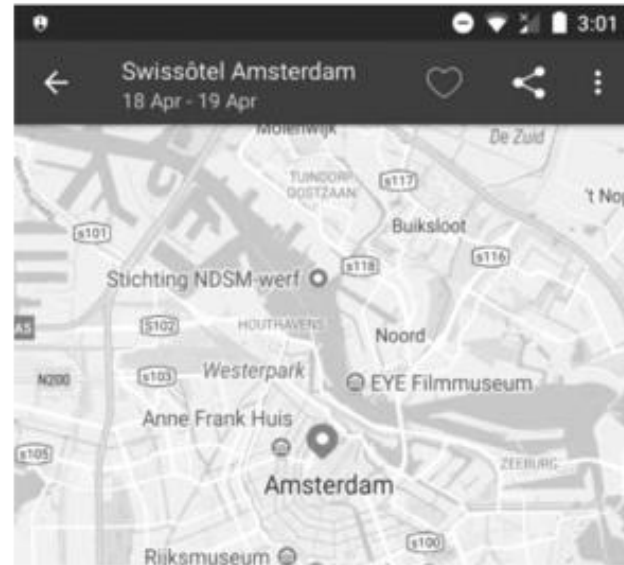 3:01
Swissôtel Amsterdam
18 Apr - 19 Apr
Molenwijk
De Zuid
TUINDORP
OOSTZAAN
s117
't Nop
Buiksloot
s101
s116
s118
Stichting NDSM-werf
A5
S102
HOUTHAVENS
Noord
N200
s103
Westerpark
EYE Filmmuseum
Anne Frank Huis
s105
ZEEBURG
Amsterdam
s100
Rijksmuseum